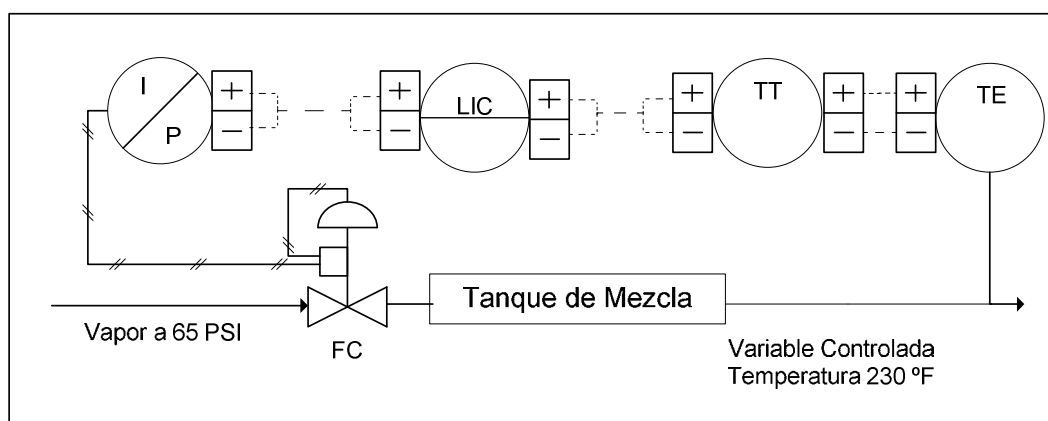 I
P
+
−
+
−
LIC
+
−
+
−
TT
+
−
+
−
TE
Vapor a 65 PSI
FC
Tanque de Mezcla
Variable Controlada
Temperatura 230 ºF